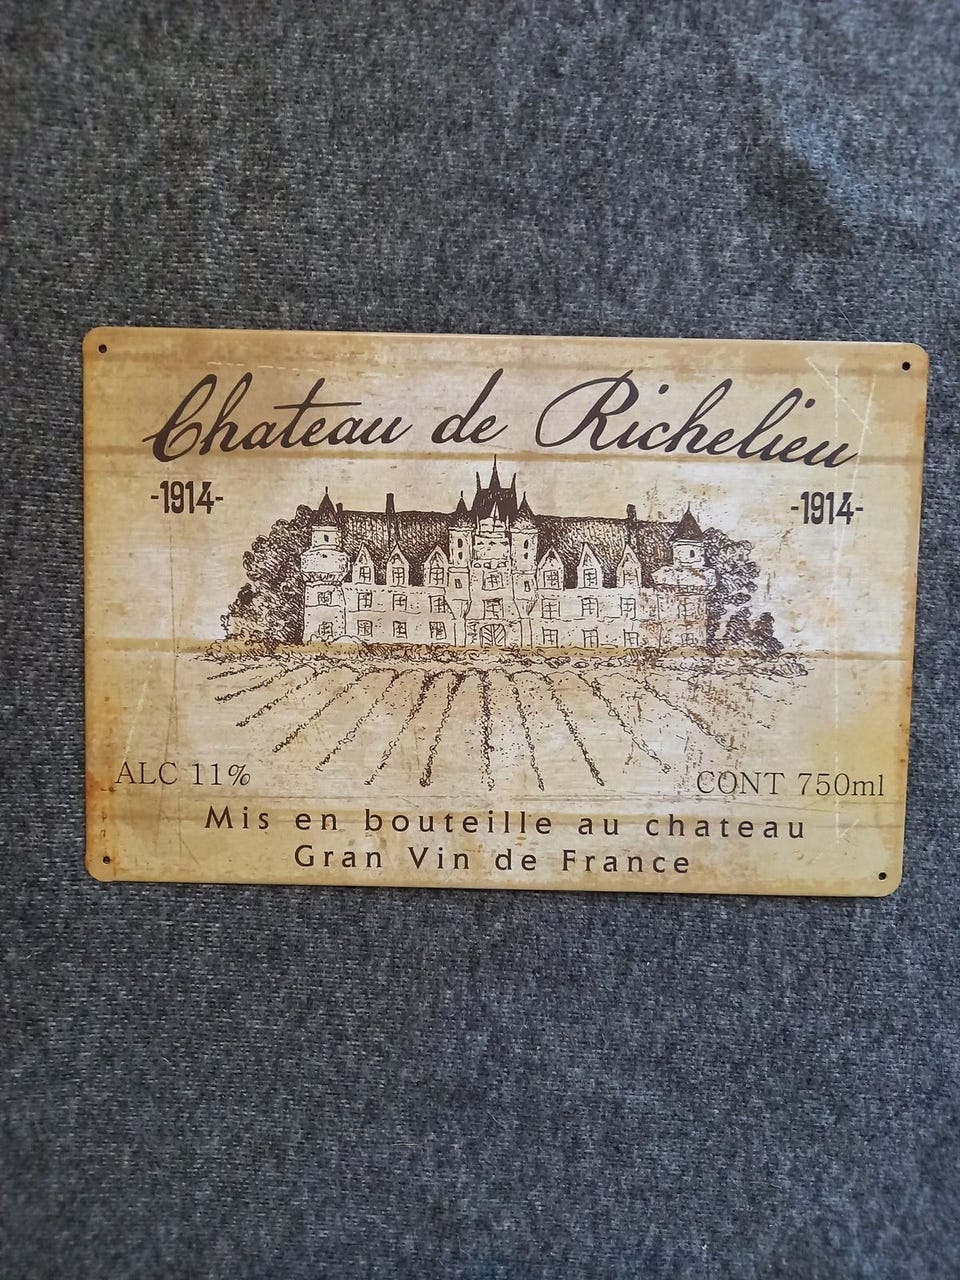 Chateau de Richelieu
-1914- -1914-
ALC 11% CONT 750ml
Mis en bouteille au chateau
Gran Vin de France